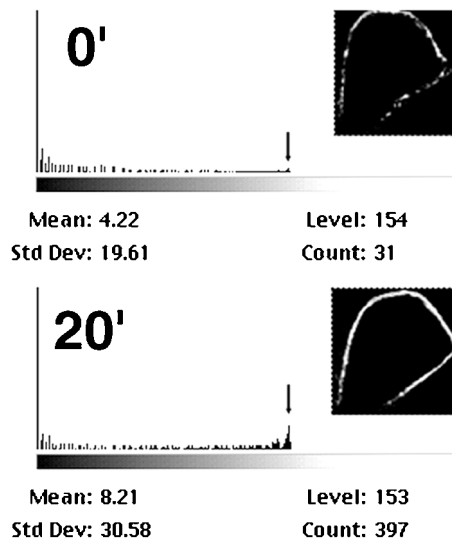 0'
Mean: 4.22 Level: 154
Std Dev: 19.61 Count: 31
20'
Mean: 8.21 Level: 153
Std Dev: 30.58 Count: 397